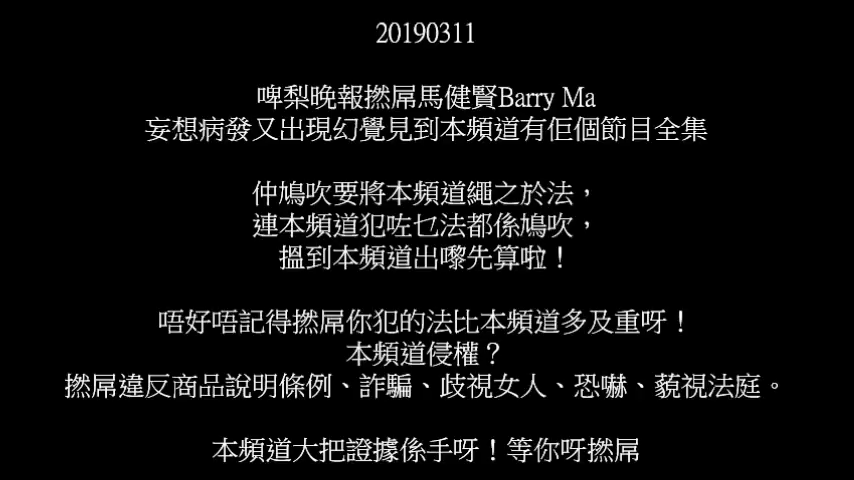 20190311
啤梨晚報撚屌馬健賢Barry Ma
妄想病發又出現幻覺見到本頻道有佢個節目全集
仲鳩吹要將本頻道繩之於法，
連本頻道犯咗乜法都係鳩吹，
搵到本頻道出嚟先算啦！
唔好唔記得撚屌你犯的法比本頻道多及重呀！
本頻道侵權？
撚屌違反商品說明條例、詐騙、歧視女人、恐嚇、藐視法庭。
本頻道大把證據係手呀！等你呀撚屌